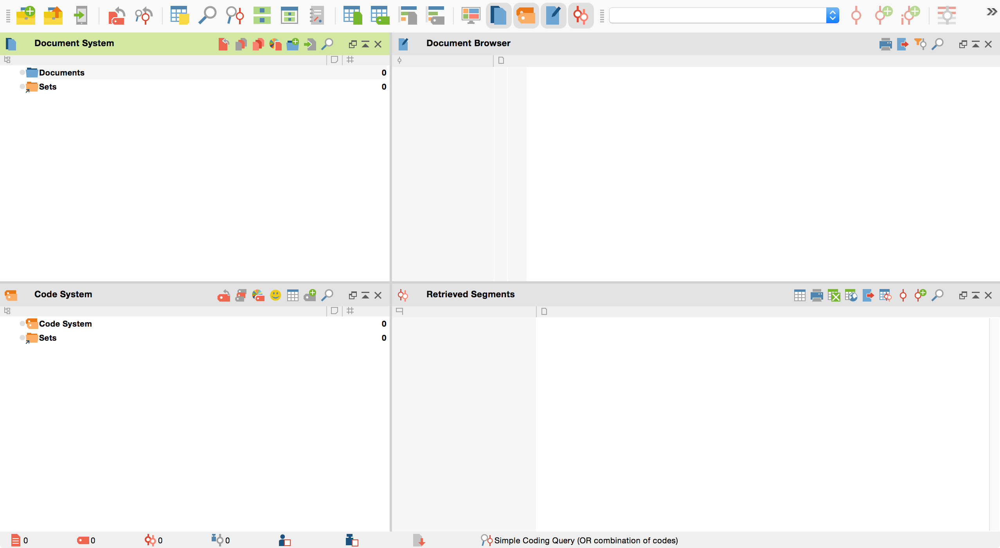 Document System
Documents 0
Sets 0
Document Browser
Code System
Code System 0
Sets 0
Retrieved Segments
0 0 0 0 Simple Coding Query (OR combination of codes)